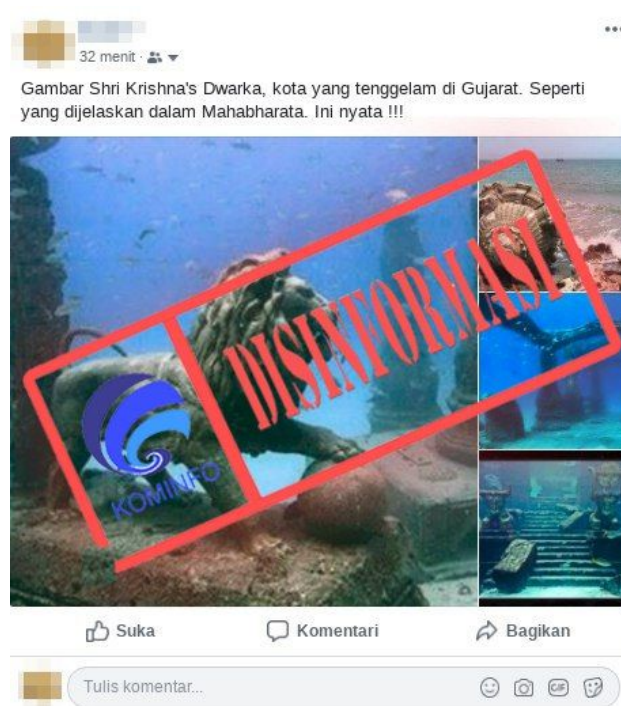 32 menit ·
Gambar Shri Krishna's Dwarka, kota yang tenggelam di Gujarat. Seperti
yang dijelaskan dalam Mahabharata. Ini nyata !!!
DISINFORMASI
KOMINFO
Suka
Komentari
Bagikan
Tulis komentar...
GIF